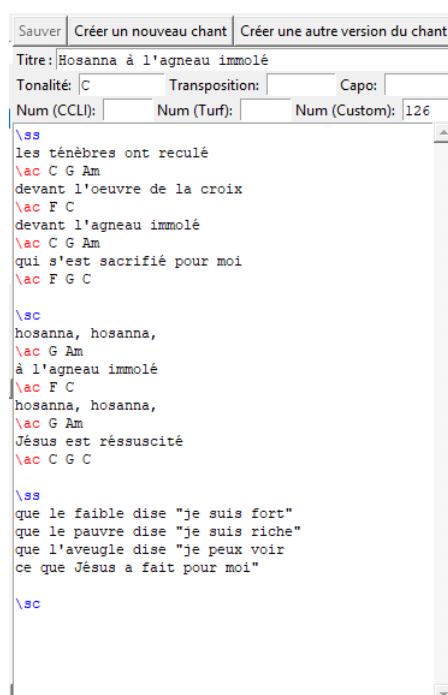 Sauver Créer un nouveau chant Créer une autre version du chant
Titre: Hosanna à l'agneau immolé
Tonalité: C Transposition: Capo:
Num (CCLI): Num (Turf): Num (Custom): 126
\ss
les ténèbres ont reculé
\ac C G Am
devant l'oeuvre de la croix
\ac F C
devant l'agneau immolé
\ac C G Am
qui s'est sacrifié pour moi
\ac F G C
\sc
hosanna, hosanna,
\ac G Am
à l'agneau immolé
\ac F C
hosanna, hosanna,
\ac G Am
Jésus est réssuscité
\ac C G C
\ss
que le faible dise "je suis fort"
que le pauvre dise "je suis riche"
que l'aveugle dise "je peux voir
ce que Jésus a fait pour moi"
\sc